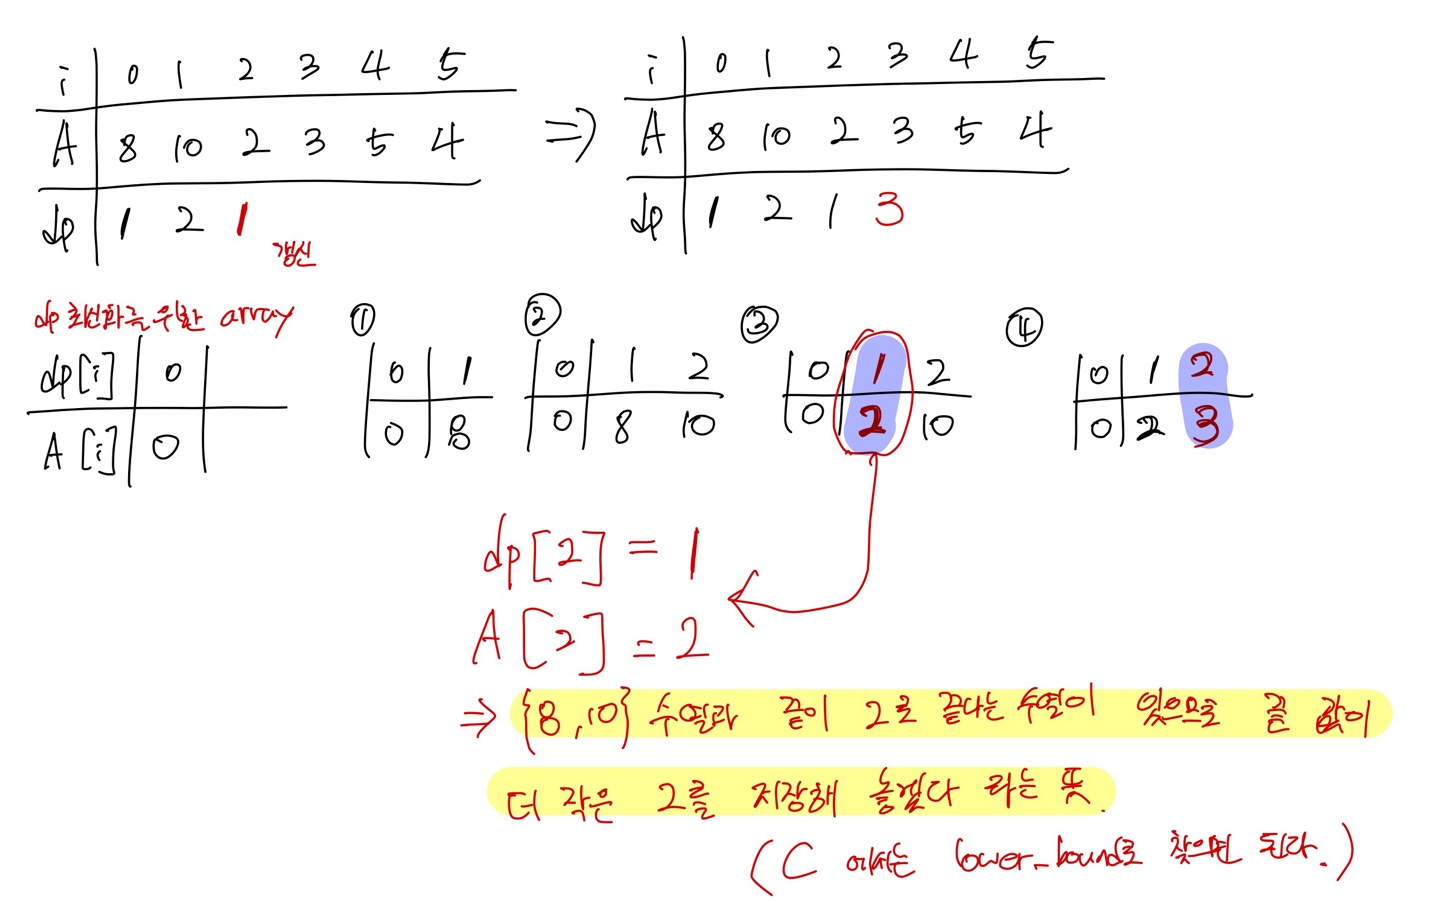 i 0 1 2 3 4 5
A 8 10 2 3 5 4
dp 1 2 1
갱신
⇒
i 0 1 2 3 4 5
A 8 10 2 3 5 4
dp 1 2 1 3
dp 최신화를 위한 array
dp[i] 0
A[i] 0
①
0 1
0 8
②
0 1 2
0 8 10
③
0 1 2
0 2 10
④
0 1 2
0 2 3
dp[2] = 1
A[2] = 2
⇒ {8,10} 수열과 끝이 2로 끝나는 수열이 있으므로 끝 값이
더 작은 2를 저장해 놓겠다 라는 뜻.
(C 에서는 lower_bound로 찾으면 된다.)